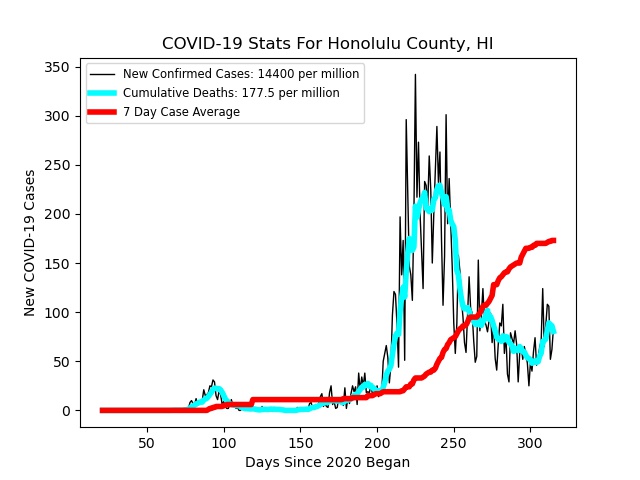 COVID-19 Stats For Honolulu County, HI
New Confirmed Cases: 14400 per million
Cumulative Deaths: 177.5 per million
7 Day Case Average
New COVID-19 Cases
350
300
250
200
150
100
50
0
50 100 150 200 250 300
Days Since 2020 Began